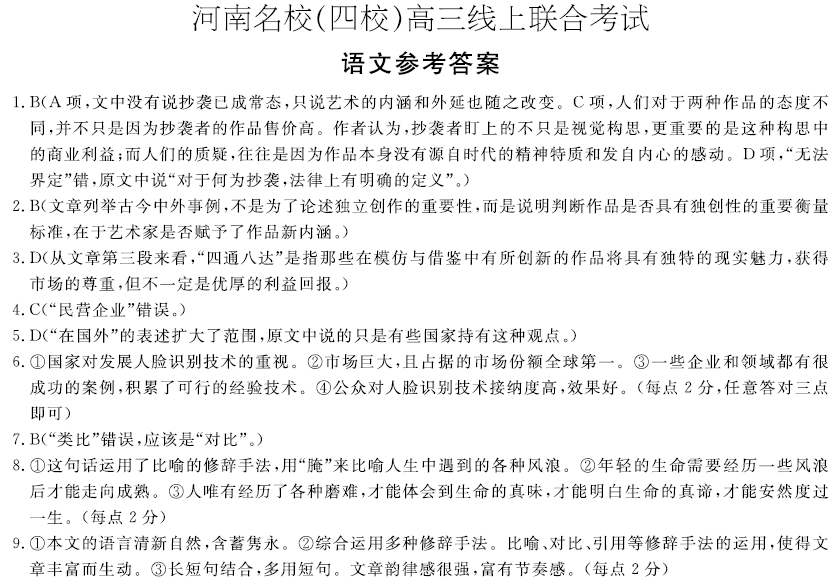 河南名校(四校)高三线上联合考试
语文参考答案
1. B(A 项,文中没有说抄袭已成常态,只说艺术的内涵和外延也随之改变。C 项,人们对于两种作品的态度不
同,并不只是因为抄袭者的作品售价高。作者认为,抄袭者盯上的不只是视觉构思,更重要的是这种构思中
的商业利益;而人们的质疑,往往是因为作品本身没有源自时代的精神特质和发自内心的感动。D 项,“无法
界定”错,原文中说“对于何为抄袭,法律上有明确的定义”。)
2. B(文章列举古今中外事例,不是为了论述独立创作的重要性,而是说明判断作品是否具有独创性的重要衡量
标准,在于艺术家是否赋予了作品新内涵。)
3. D(从文章第三段来看,“四通八达”是指那些在模仿与借鉴中有所创新的作品将具有独特的现实魅力,获得
市场的尊重,但不一定是优厚的利益回报。)
4. C(“民营企业”错误。)
5. D(“在国外”的表述扩大了范围,原文中说的只是有些国家持有这种观点。)
6. ①国家对发展人脸识别技术的重视。②市场巨大,且占据的市场份额全球第一。③一些企业和领域都有很
成功的案例,积累了可行的经验技术。④公众对人脸识别技术接纳度高,效果好。(每点 2 分,任意答对三点
即可)
7. B(“类比”错误,应该是“对比”。)
8. ①这句话运用了比喻的修辞手法,用“腌”来比喻人生中遇到的各种风浪。②年轻的生命需要经历一些风浪
后才能走向成熟。③人唯有经历了各种磨难,才能体会到生命的真味,才能明白生命的真谛,才能安然度过
一生。(每点 2 分)
9. ①本文的语言清新自然,含蓄隽永。②综合运用多种修辞手法。比喻、对比、引用等修辞手法的运用,使得文
章丰富而生动。③长短句结合,多用短句。文章韵律感很强,富有节奏感。(每点 2 分)